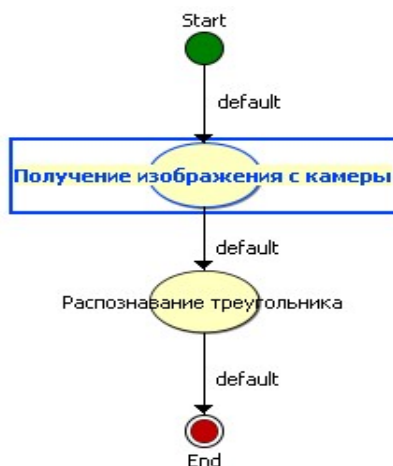 Start
default
Получение изображения с камеры
default
Распознавание треугольника
default
End